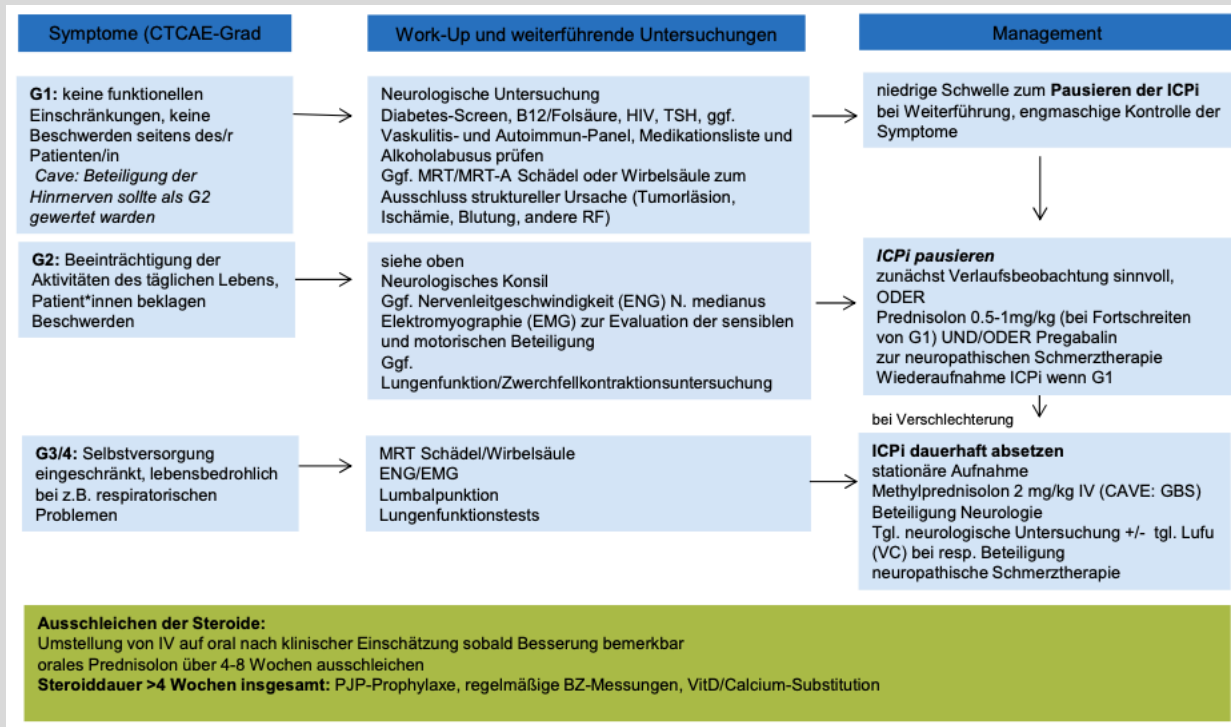 Symptome (CTCAE-Grad
Work-Up und weiterführende Untersuchungen
Management
G1: keine funktionellen
Einschränkungen, keine
Beschwerden seitens des/r
Patienten/in
Cave: Beteiligung der
Hinrnerven sollte als G2
gewertet warden
Neurologische Untersuchung
Diabetes-Screen, B12/Folsäure, HIV, TSH, ggf.
Vaskulitis- und Autoimmun-Panel, Medikationsliste und
Alkoholabusus prüfen
Ggf. MRT/MRT-A Schädel oder Wirbelsäule zum
Ausschluss struktureller Ursache (Tumorläsion,
Ischämie, Blutung, andere RF)
niedrige Schwelle zum Pausieren der ICPi
bei Weiterführung, engmaschige Kontrolle der
Symptome
G2: Beeinträchtigung der
Aktivitäten des täglichen Lebens,
Patient*innen beklagen
Beschwerden
siehe oben
Neurologisches Konsil
Ggf. Nervenleitgeschwindigkeit (ENG) N. medianus
Elektromyographie (EMG) zur Evaluation der sensiblen
und motorischen Beteiligung
Ggf.
Lungenfunktion/Zwerchfellkontraktionsuntersuchung
ICPi pausieren
zunächst Verlaufsbeobachtung sinnvoll,
ODER
Prednisolon 0.5-1mg/kg (bei Fortschreiten
von G1) UND/ODER Pregabalin
zur neuropathischen Schmerztherapie
Wiederaufnahme ICPi wenn G1
bei Verschlechterung
G3/4: Selbstversorgung
eingeschränkt, lebensbedrohlich
bei z.B. respiratorischen
Problemen
MRT Schädel/Wirbelsäule
ENG/EMG
Lumbalpunktion
Lungenfunktionstests
ICPi dauerhaft absetzen
stationäre Aufnahme
Methylprednisolon 2 mg/kg IV (CAVE: GBS)
Beteiligung Neurologie
Tgl. neurologische Untersuchung +/- tgl. Lufu
(VC) bei resp. Beteiligung
neuropathische Schmerztherapie
Ausschleichen der Steroide:
Umstellung von IV auf oral nach klinischer Einschätzung sobald Besserung bemerkbar
orales Prednisolon über 4-8 Wochen ausschleichen
Steroiddauer >4 Wochen insgesamt: PJP-Prophylaxe, regelmäßige BZ-Messungen, VitD/Calcium-Substitution